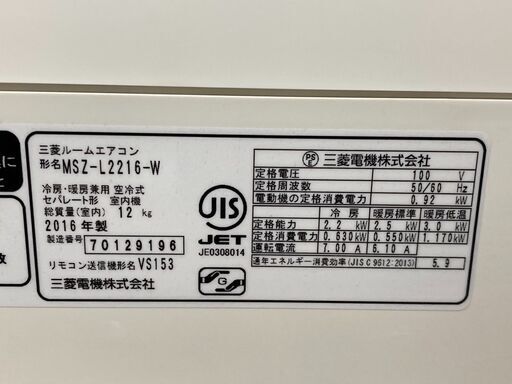 に
と
放
三菱ルームエアコン
形名 MSZ-L2216-W
冷房・暖房兼用 空冷式
セパレート形 室内機
総質量(室内) 12 kg
2016 年製
製造番号 70129196
リモコン送信機形名 VS153
三菱電機株式会社
JIS
JET
JE0308014
PS
E
三菱電機株式会社
定格電圧 100 V
定格周波数 50/60 Hz
電動機の定格消費電力 0.92 kW
冷 房 暖房標準 暖房低温
定格能力 2.2 kW 2.5 kW 3.0 kW
定格消費電力 0.630kW 0.550kW 1.170kW
運転電流 7.00 A 6.10 A
通年エネルギー消費効率(JIS C 9612:2013) 5.9